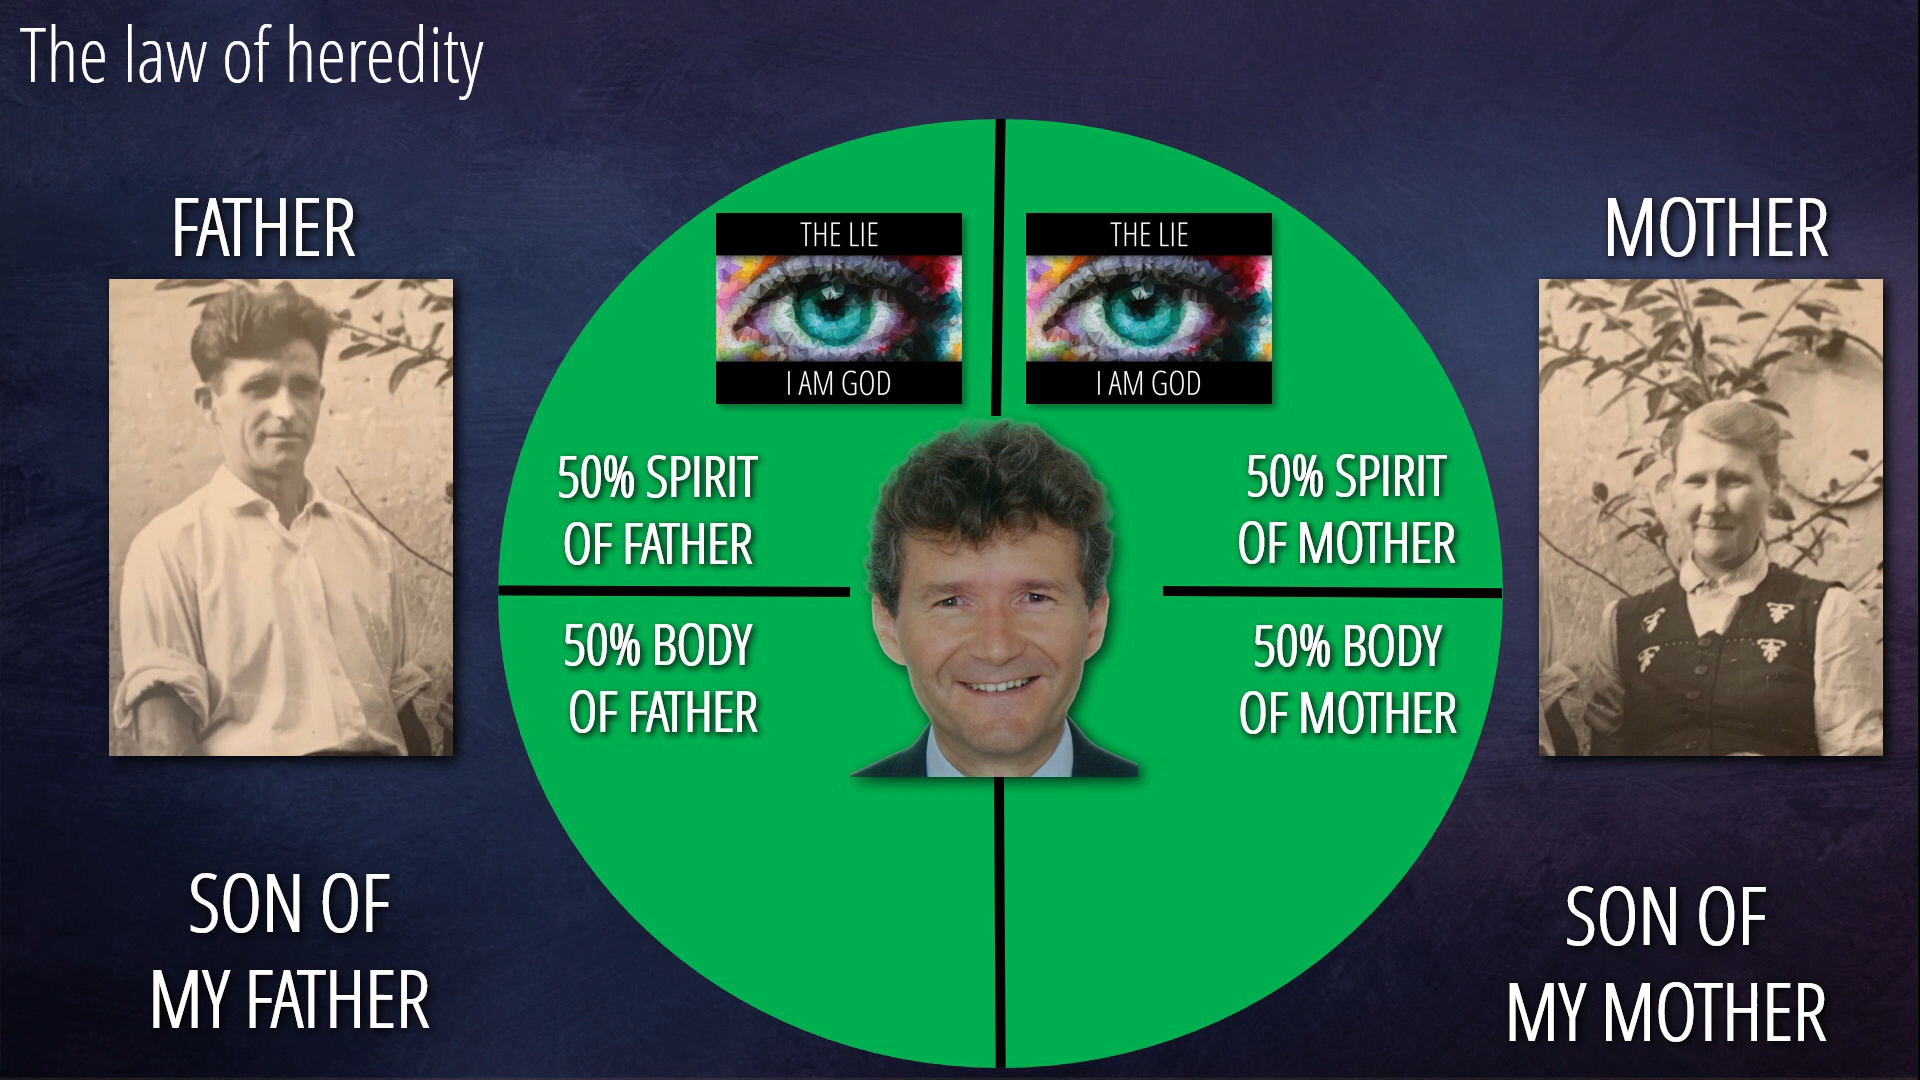 The law of heredity
FATHER
MOTHER
THE LIE
I AM GOD
THE LIE
I AM GOD
50% SPIRIT
OF FATHER
50% SPIRIT
OF MOTHER
50% BODY
OF FATHER
50% BODY
OF MOTHER
SON OF
MY FATHER
SON OF
MY MOTHER